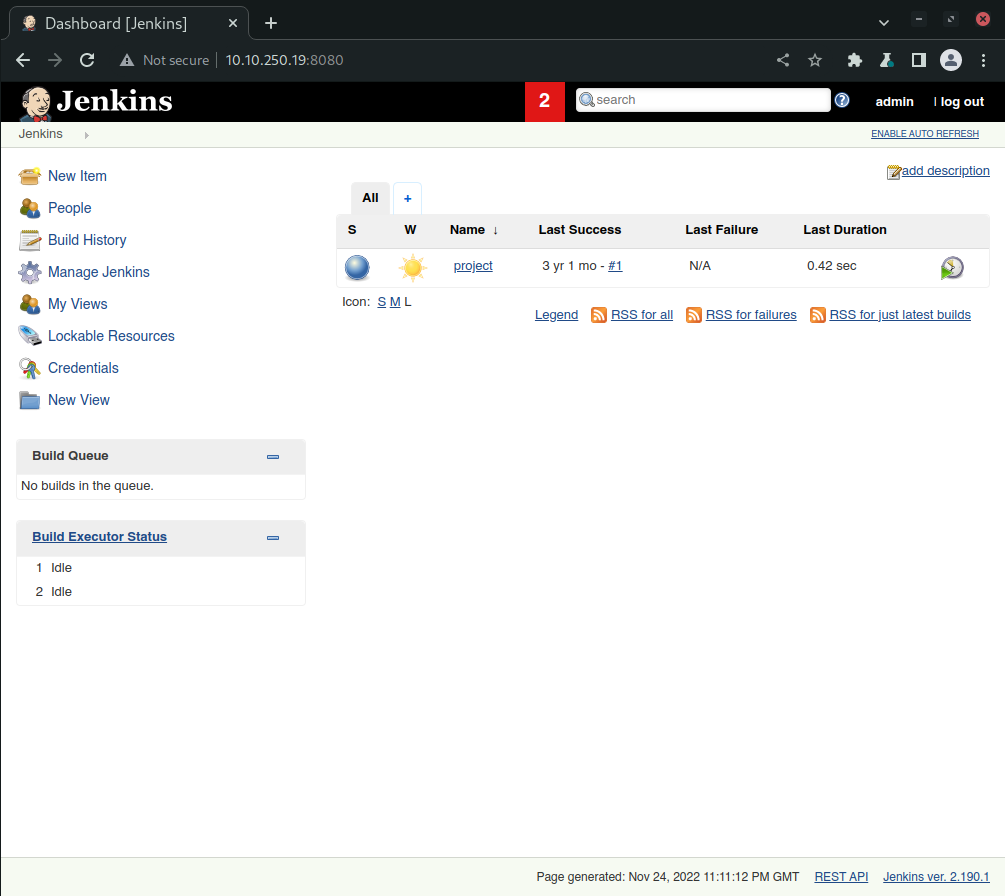 Dashboard [Jenkins]
Not secure 10.10.250.19:8080
Jenkins
2
search
admin
| log out
Jenkins
ENABLE AUTO REFRESH
New Item
People
Build History
Manage Jenkins
My Views
Lockable Resources
Credentials
New View
Build Queue
No builds in the queue.
Build Executor Status
1 Idle
2 Idle
add description
All +
S W Name ↓ Last Success Last Failure Last Duration
project 3 yr 1 mo - #1 N/A 0.42 sec
Icon: S M L
Legend RSS for all RSS for failures RSS for just latest builds
Page generated: Nov 24, 2022 11:11:12 PM GMT REST API Jenkins ver. 2.190.1